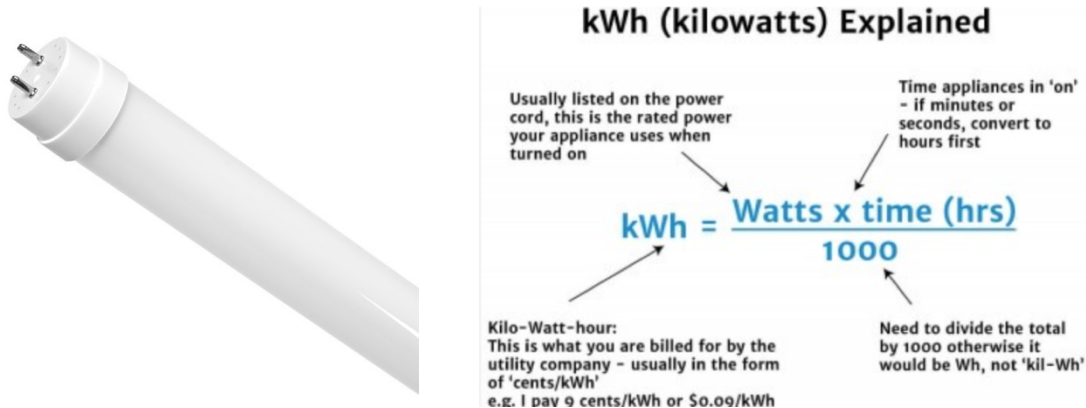 kWh (kilowatts) Explained
Usually listed on the power
cord, this is the rated power
your appliance uses when
turned on
Time appliances in 'on'
- if minutes or
seconds, convert to
hours first
kWh = Watts x time (hrs)
1000
Kilo-Watt-hour:
This is what you are billed for by the
utility company - usually in the form
of 'cents/kWh'
e.g. I pay 9 cents/kWh or $0.09/kWh
Need to divide the total
by 1000 otherwise it
would be Wh, not 'kil-Wh'